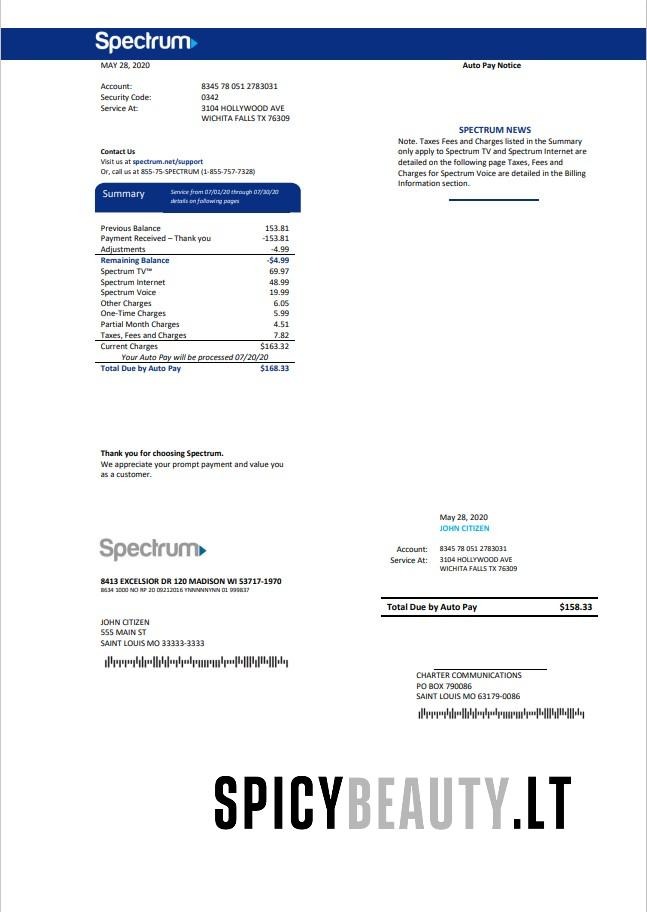 Spectrum
MAY 28, 2020
Auto Pay Notice
Account: 8345 78 051 2783031
Security Code: 0342
Service At: 3104 HOLLYWOOD AVE
WICHITA FALLS TX 76309
SPECTRUM NEWS
Note. Taxes Fees and Charges listed in the Summary
only apply to Spectrum TV and Spectrum Internet are
detailed on the following page Taxes, Fees and
Charges for Spectrum Voice are detailed in the Billing
Information section.
Contact Us
Visit us at spectrum.net/support
Or, call us at 855-75-SPECTRUM (1-855-757-7328)
Summary
Service from 07/01/20 through 07/30/20
details on following pages
Previous Balance 153.81
Payment Received – Thank you -153.81
Adjustments -4.99
Remaining Balance -$4.99
Spectrum TV™ 69.97
Spectrum Internet 48.99
Spectrum Voice 19.99
Other Charges 6.05
One-Time Charges 5.99
Partial Month Charges 4.51
Taxes, Fees and Charges 7.82
Current Charges $163.32
Your Auto Pay will be processed 07/20/20
Total Due by Auto Pay $168.33
Thank you for choosing Spectrum.
We appreciate your prompt payment and value you
as a customer.
May 28, 2020
JOHN CITIZEN
Account: 8345 78 051 2783031
Service At: 3104 HOLLYWOOD AVE
WICHITA FALLS TX 76309
Spectrum
8413 EXCELSIOR DR 120 MADISON WI 53717-1970
8634 1000 NO RP 20 09212016 YNNNNNYNN 01 999837
Total Due by Auto Pay $158.33
JOHN CITIZEN
555 MAIN ST
SAINT LOUIS MO 33333-3333
CHARTER COMMUNICATIONS
PO BOX 790086
SAINT LOUIS MO 63179-0086
SPICYBEAUTY.LT